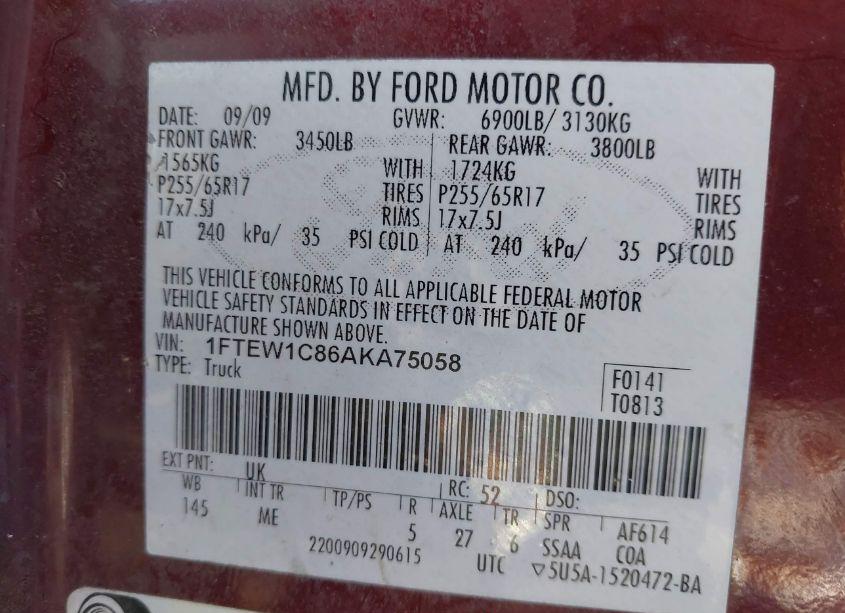 MFD. BY FORD MOTOR CO.
DATE: 09/09 GVWR: 6900LB/ 3130KG
FRONT GAWR: 3450LB REAR GAWR: 3800LB
1565KG WITH 1724KG WITH
P255/65R17 TIRES P255/65R17 TIRES
17x7.5J RIMS 17x7.5J RIMS
AT 240 kPa/ 35 PSI COLD AT 240 kPa/ 35 PSI COLD
THIS VEHICLE CONFORMS TO ALL APPLICABLE FEDERAL MOTOR
VEHICLE SAFETY STANDARDS IN EFFECT ON THE DATE OF
MANUFACTURE SHOWN ABOVE.
VIN: 1FTEW1C86AKA75058
TYPE: Truck
F0141
T0813
EXT PNT: UK RC: 52 DSO:
WB INT TR TP/PS R AXLE TR SPR AF614
145 ME 5 27 6 SSAA COA
2200909290615 UTC ▽5U5A-1520472-BA